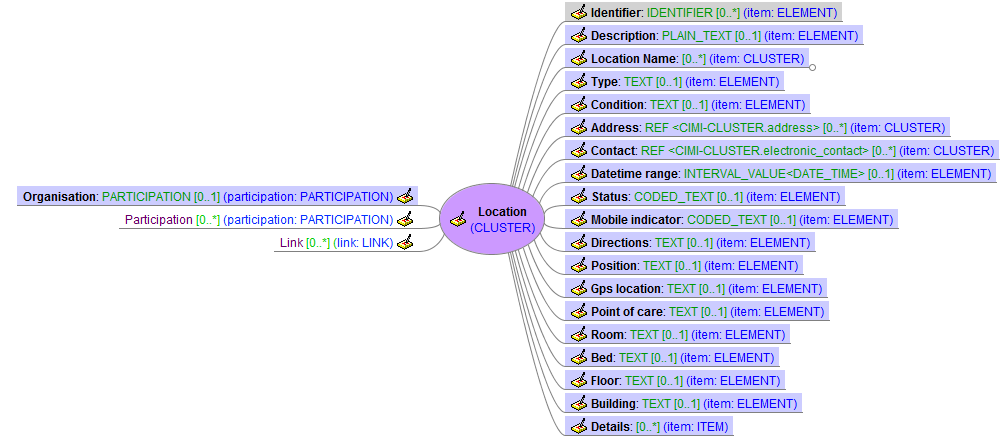 Organisation: PARTICIPATION [0..1] (participation: PARTICIPATION)
Participation [0..*] (participation: PARTICIPATION)
Link [0..*] (link: LINK)
Location
(CLUSTER)
Identifier: IDENTIFIER [0..*] (item: ELEMENT)
Description: PLAIN_TEXT [0..1] (item: ELEMENT)
Location Name: [0..*] (item: CLUSTER)
Type: TEXT [0..1] (item: ELEMENT)
Condition: TEXT [0..1] (item: ELEMENT)
Address: REF <CIMI-CLUSTER.address> [0..*] (item: CLUSTER)
Contact: REF <CIMI-CLUSTER.electronic_contact> [0..*] (item: CLUSTER)
Datetime range: INTERVAL_VALUE<DATE_TIME> [0..1] (item: ELEMENT)
Status: CODED_TEXT [0..1] (item: ELEMENT)
Mobile indicator: CODED_TEXT [0..1] (item: ELEMENT)
Directions: TEXT [0..1] (item: ELEMENT)
Position: TEXT [0..1] (item: ELEMENT)
Gps location: TEXT [0..1] (item: ELEMENT)
Point of care: TEXT [0..1] (item: ELEMENT)
Room: TEXT [0..1] (item: ELEMENT)
Bed: TEXT [0..1] (item: ELEMENT)
Floor: TEXT [0..1] (item: ELEMENT)
Building: TEXT [0..1] (item: ELEMENT)
Details: [0..*] (item: ITEM)